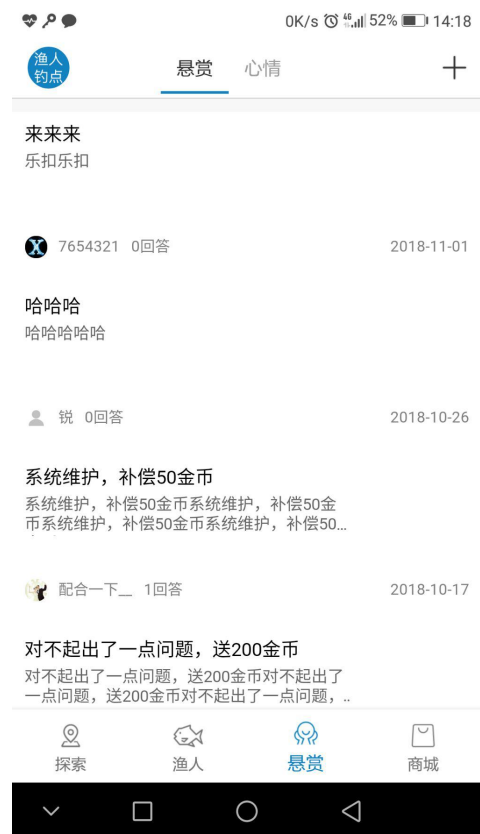 0K/s 46 52% 14:18
渔人
钓点
悬赏 心情
来来来
乐扣乐扣
X 7654321 0回答 2018-11-01
哈哈哈
哈哈哈哈哈
锐 0回答 2018-10-26
系统维护，补偿50金币
系统维护，补偿50金币系统维护，补偿50金
币系统维护，补偿50金币系统维护，补偿50...
配合一下__ 1回答 2018-10-17
对不起出了一点问题，送200金币
对不起出了一点问题，送200金币对不起出了
一点问题，送200金币对不起出了一点问题，..
探索 渔人 悬赏 商城